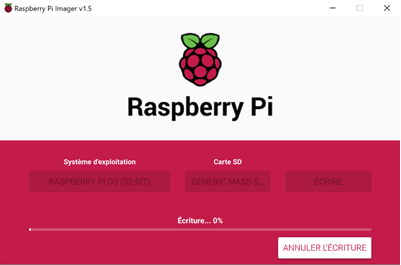 Raspberry Pi Imager v1.5
Raspberry Pi
Système d'exploitation
Carte SD
RASPBERRY PI OS (32-BIT)
GENERIC MASS S...
ÉCRIRE
Écriture... 0%
ANNULER L'ÉCRITURE